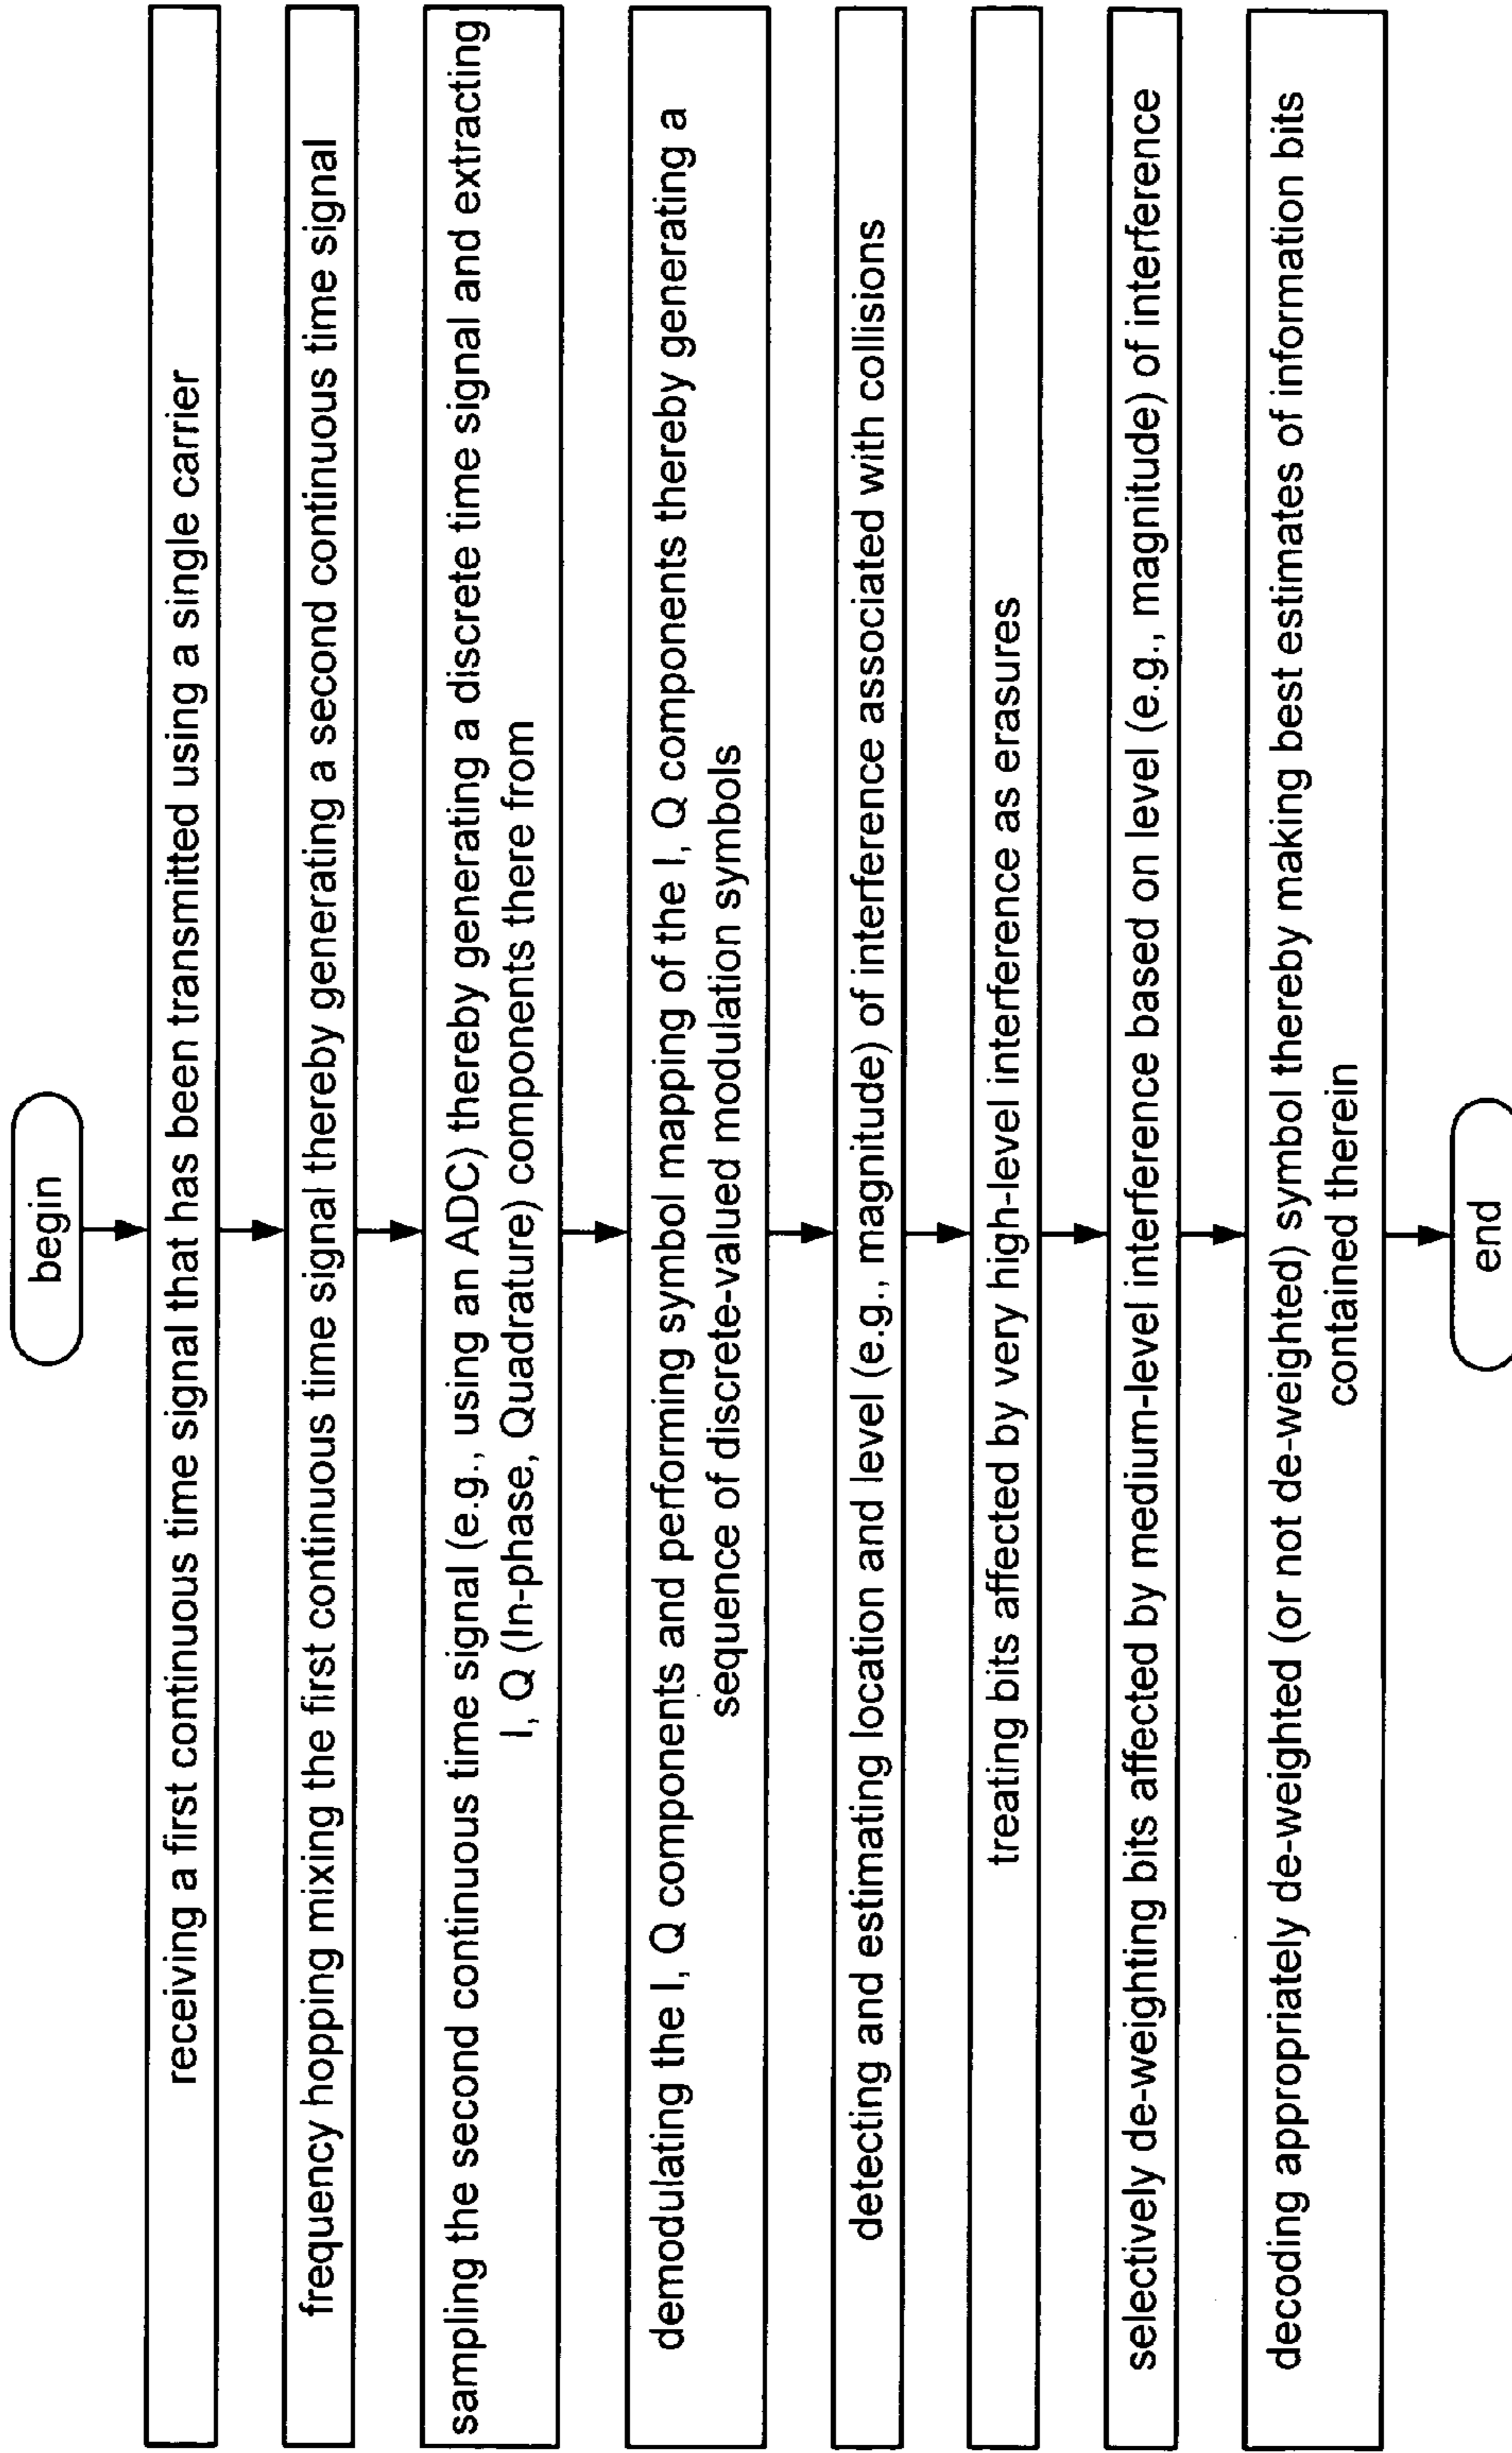 begin
receiving a first continuous time signal that has been transmitted using a single carrier
frequency hopping mixing the first continuous time signal thereby generating a second continuous time signal
sampling the second continuous time signal (e.g., using an ADC) thereby generating a discrete time signal and extracting
I, Q (In-phase, Quadrature) components there from
demodulating the I, Q components and performing symbol mapping of the I, Q components thereby generating a
sequence of discrete-valued modulation symbols
detecting and estimating location and level (e.g., magnitude) of interference associated with collisions
treating bits affected by very high-level interference as erasures
selectively de-weighting bits affected by medium-level interference based on level (e.g., magnitude) of interference
decoding appropriately de-weighted (or not de-weighted) symbol thereby making best estimates of information bits
contained therein
end